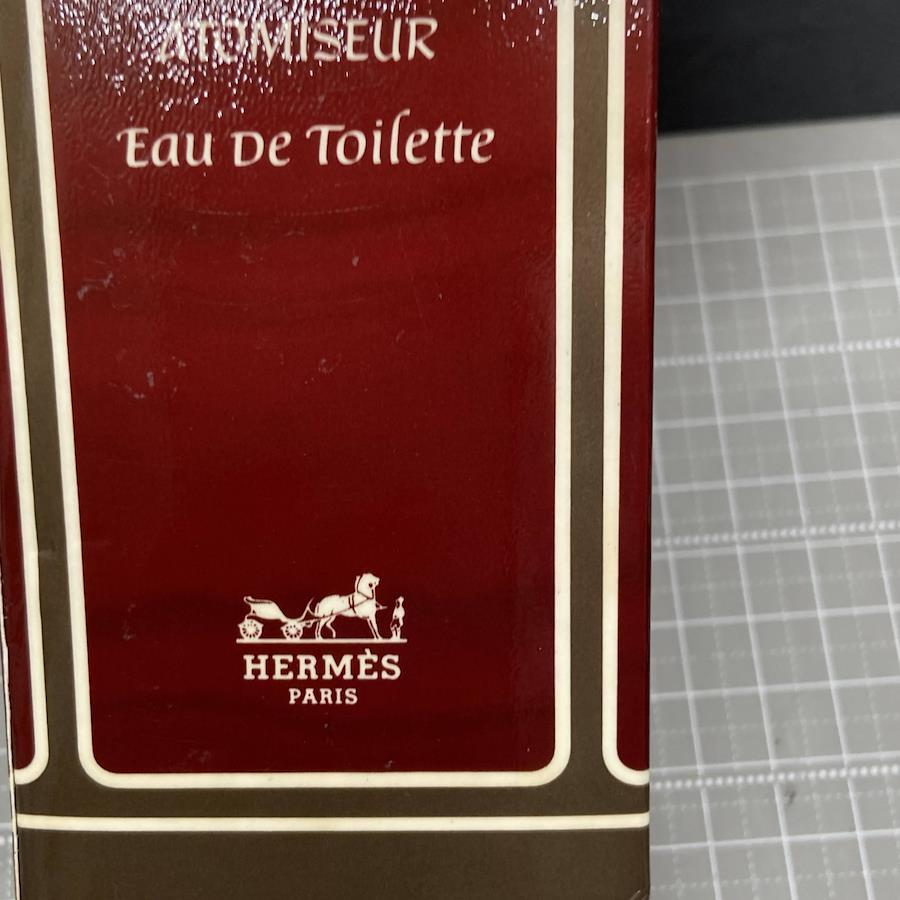 ATOMISEUR
Eau De Toilette
HERMÈS
PARIS